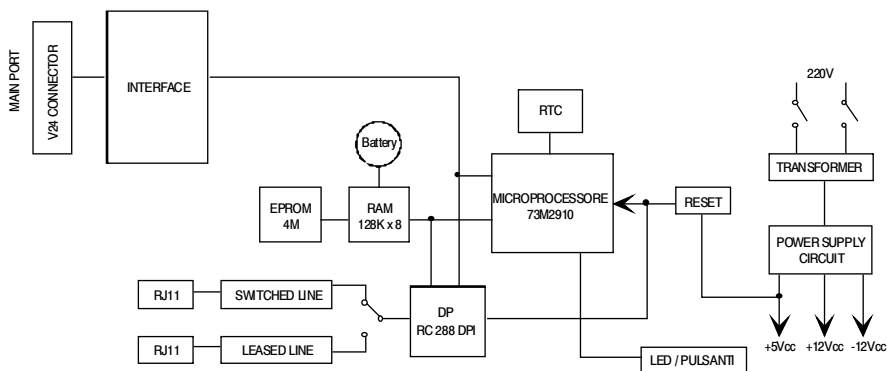 MAIN PORT
V24 CONNECTOR
INTERFACE
220V
RTC
Battery
TRANSFORMER
MICROPROCESSORE
73M2910
EPROM
4M
RAM
128K x 8
RESET
POWER SUPPLY
CIRCUIT
RJ11
SWITCHED LINE
DP
RC 288 DPI
RJ11
LEASED LINE
LED / PULSANTI
+5Vcc
+12Vcc
-12Vcc